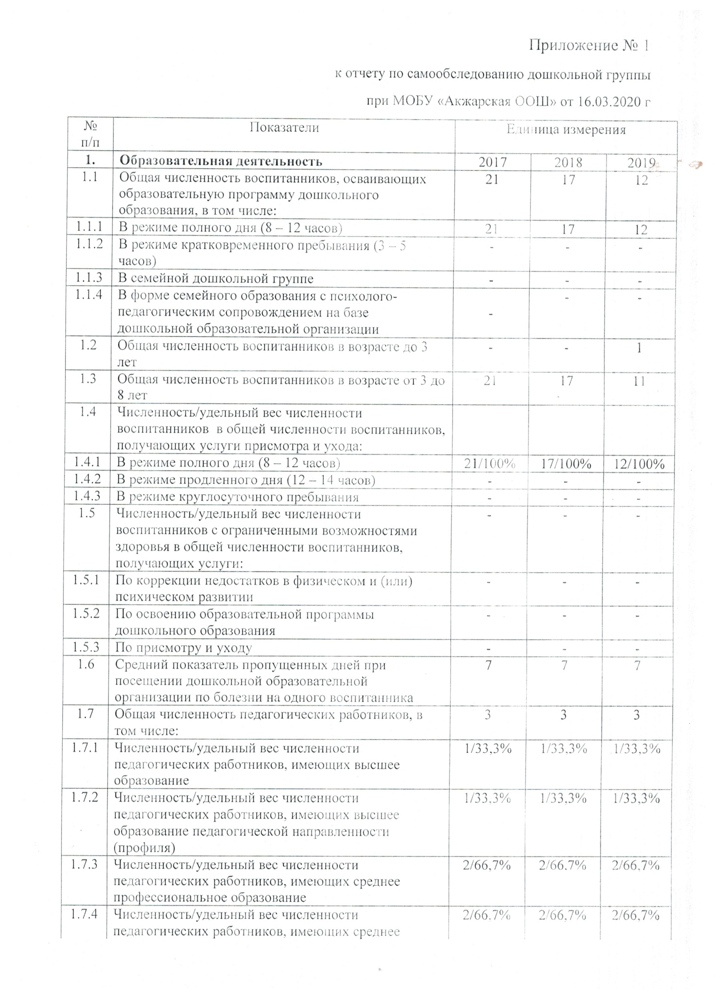 Приложение № 1
к отчету по самообследованию дошкольной группы
при МОБУ «Акжарская ООШ» от 16.03.2020 г
№ Показатели Единица измерения
п/п
1. Образовательная деятельность 2017 2018 2019
1.1 Общая численность воспитанников, осваивающих 21 17 12
образовательную программу дошкольного
образования, в том числе:
1.1.1 В режиме полного дня (8 – 12 часов) 21 17 12
1.1.2 В режиме кратковременного пребывания (3 – 5 - - -
часов)
1.1.3 В семейной дошкольной группе - - -
1.1.4 В форме семейного образования с психолого- - -
педагогическим сопровождением на базе -
дошкольной образовательной организации
1.2 Общая численность воспитанников в возрасте до 3 - - 1
лет
1.3 Общая численность воспитанников в возрасте от 3 до 21 17 11
8 лет
1.4 Численность/удельный вес численности
воспитанников в общей численности воспитанников,
получающих услуги присмотра и ухода:
1.4.1 В режиме полного дня (8 – 12 часов) 21/100% 17/100% 12/100%
1.4.2 В режиме продленного дня (12 – 14 часов) - - -
1.4.3 В режиме круглосуточного пребывания - - -
1.5 Численность/удельный вес численности - - -
воспитанников с ограниченными возможностями
здоровья в общей численности воспитанников,
получающих услуги:
1.5.1 По коррекции недостатков в физическом и (или) - - -
психическом развитии
1.5.2 По освоению образовательной программы - - -
дошкольного образования
1.5.3 По присмотру и уходу - - -
1.6 Средний показатель пропущенных дней при 7 7 7
посещении дошкольной образовательной
организации по болезни на одного воспитанника
1.7 Общая численность педагогических работников, в 3 3 3
том числе:
1.7.1 Численность/удельный вес численности 1/33,3% 1/33,3% 1/33,3%
педагогических работников, имеющих высшее
образование
1.7.2 Численность/удельный вес численности 1/33,3% 1/33,3% 1/33,3%
педагогических работников, имеющих высшее
образование педагогической направленности
(профиля)
1.7.3 Численность/удельный вес численности 2/66,7% 2/66,7% 2/66,7%
педагогических работников, имеющих среднее
профессиональное образование
1.7.4 Численность/удельный вес численности 2/66,7% 2/66,7% 2/66,7%
педагогических работников, имеющих среднее